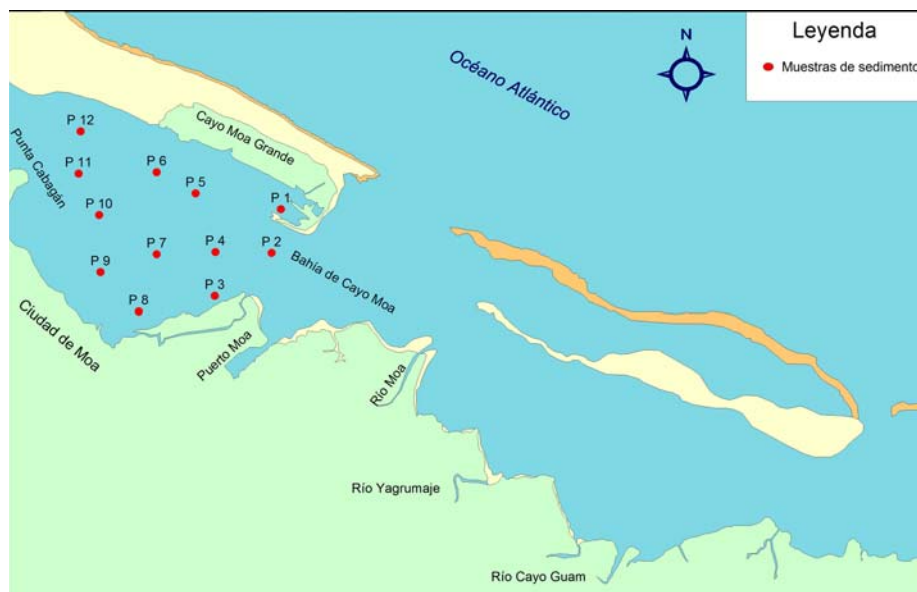 Leyenda
Muestras de sedimento
N
Océano Atlántico
Cayo Moa Grande
Punta Cabagán
P 12
P 11
P 6
P 5
P 1
P 10
P 7
P 4
P 2
P 9
P 3
P 8
Bahía de Cayo Moa
Ciudad de Moa
Puerto Moa
Río Moa
Río Yagrumaje
Río Cayo Guam